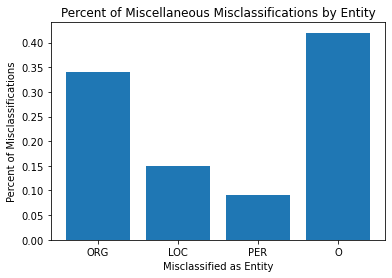 Percent of Miscellaneous Misclassifications by Entity
Percent of Misclassifications
0.40
0.35
0.30
0.25
0.20
0.15
0.10
0.05
0.00
ORG LOC PER O
Misclassified as Entity